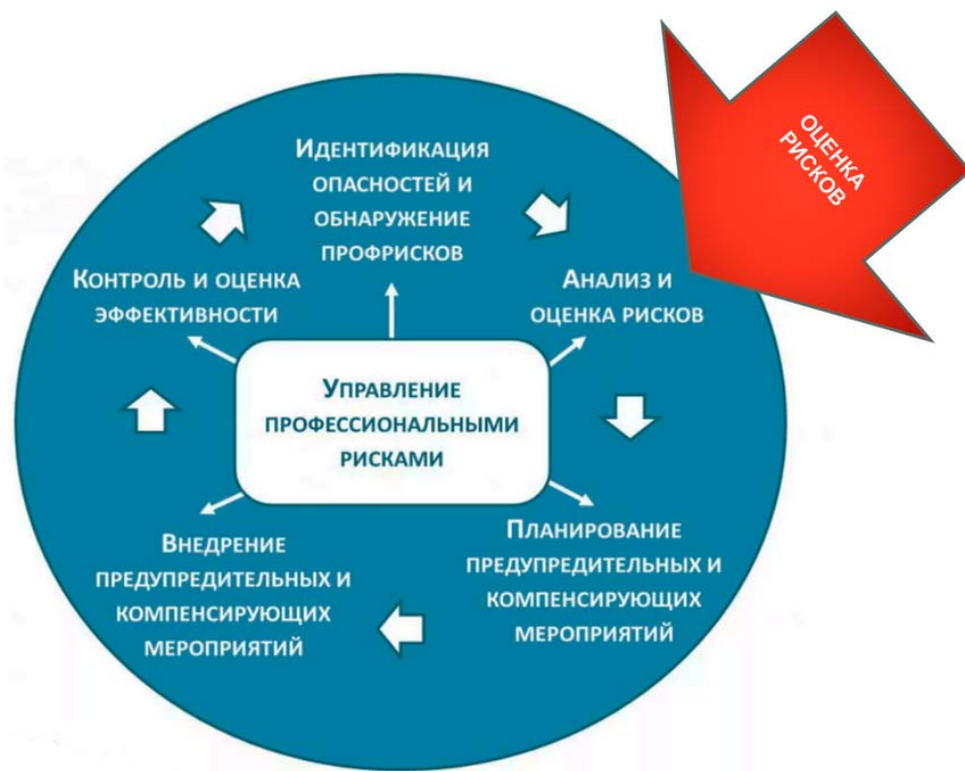 ОЦЕНКА
РИСКОВ
Идентификация
опасностей и
обнаружение
профрисков
Анализ и
оценка рисков
Планирование
предупредительных и
компенсирующих
мероприятий
Внедрение
предупредительных и
компенсирующих
мероприятий
Контроль и оценка
эффективности
Управление
профессиональными
рисками